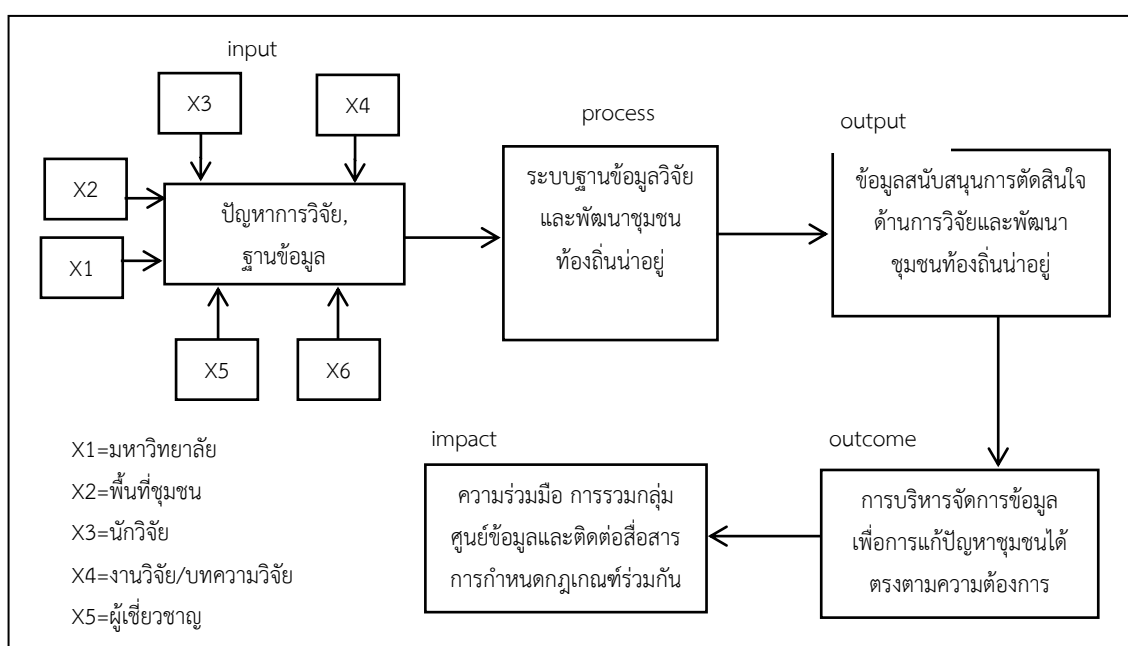 input
X3
X4
X2
X1
ปัญหาการวิจัย,
ฐานข้อมูล
X5
X6
process
ระบบฐานข้อมูลวิจัย
และพัฒนาชุมชน
ท้องถิ่นน่าอยู่
output
ข้อมูลสนับสนุนการตัดสินใจ
ด้านการวิจัยและพัฒนา
ชุมชนท้องถิ่นน่าอยู่
outcome
การบริหารจัดการข้อมูล
เพื่อการแก้ปัญหาชุมชนได้
ตรงตามความต้องการ
impact
ความร่วมมือ การรวมกลุ่ม
ศูนย์ข้อมูลและติดต่อสื่อสาร
การกำหนดกฎเกณฑ์ร่วมกัน
X1=มหาวิทยาลัย
X2=พื้นที่ชุมชน
X3=นักวิจัย
X4=งานวิจัย/บทความวิจัย
X5=ผู้เชี่ยวชาญ